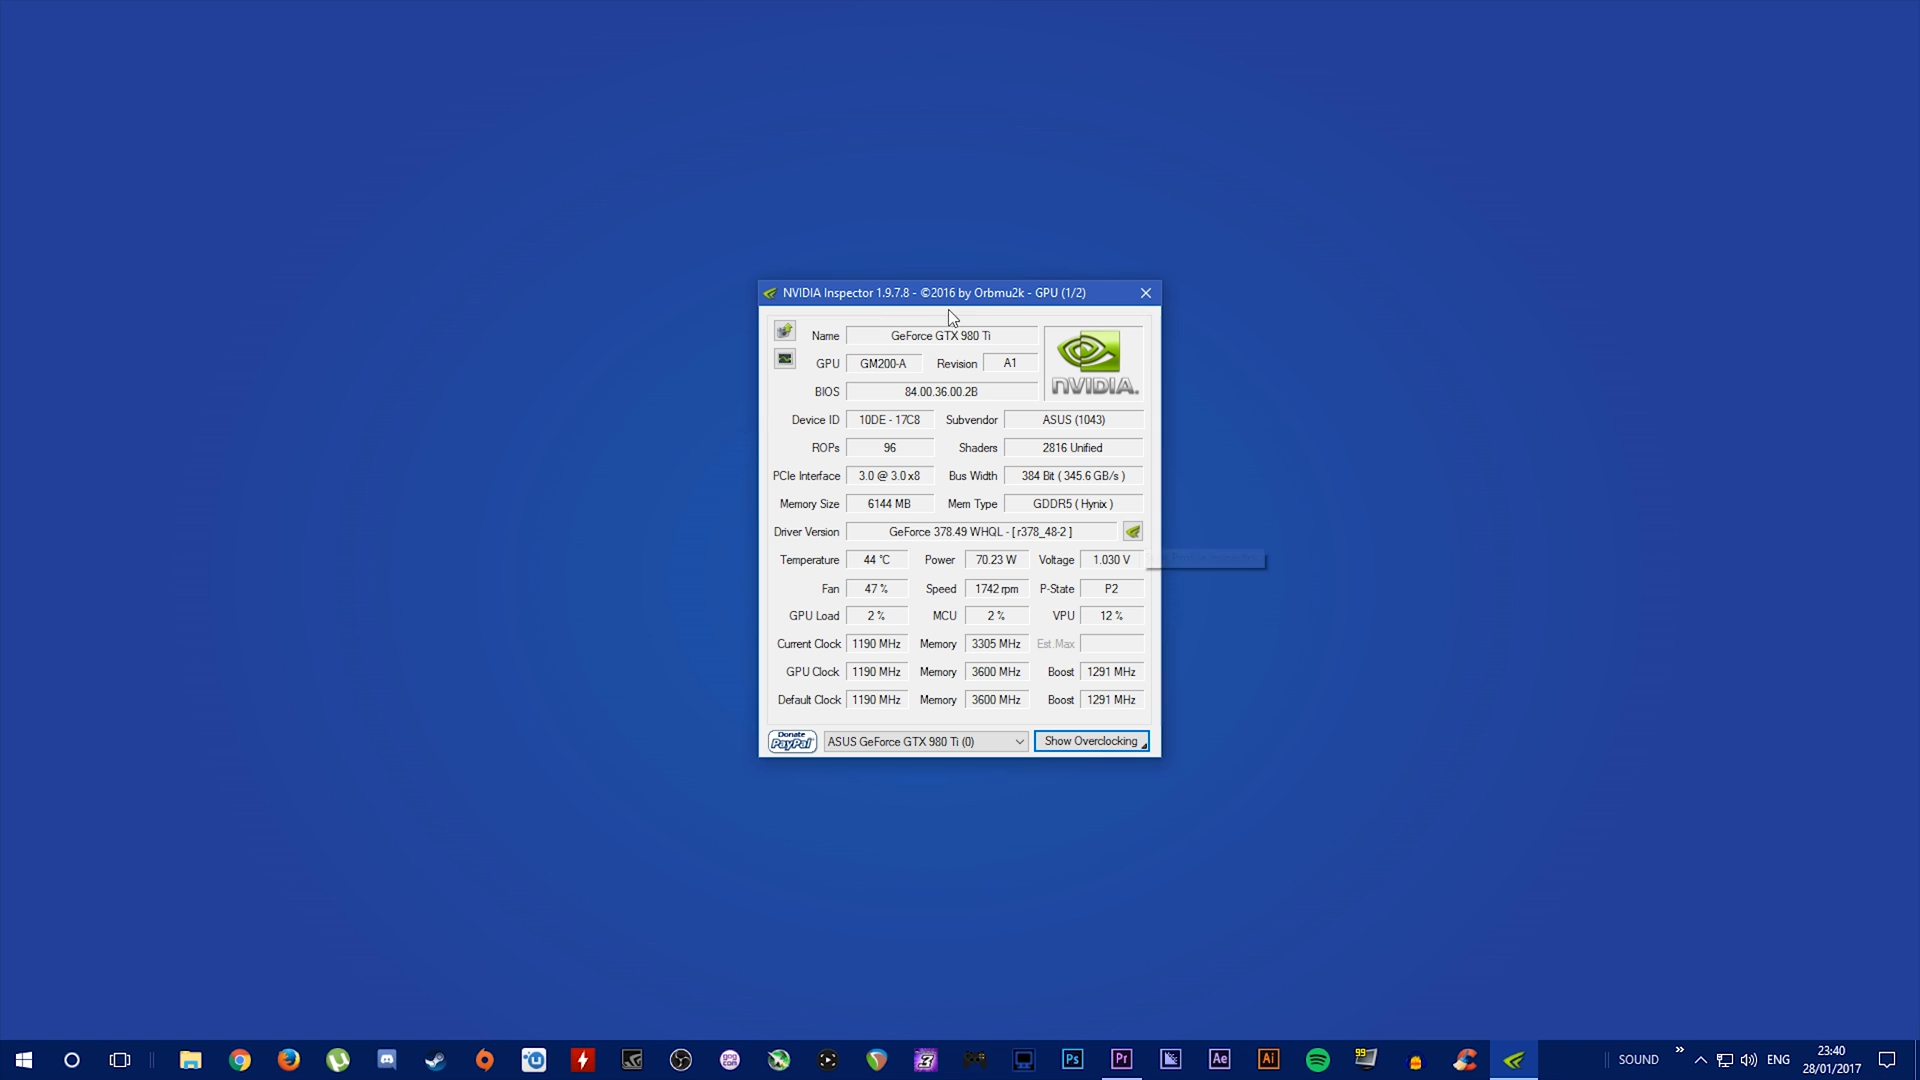 NVIDIA Inspector 1.9.7.8 - ©2016 by Orbmu2k - GPU (1/2)
Name GeForce GTX 980 Ti
GPU GM200-A Revision A1
NVIDIA.
BIOS 84.00.36.00.2B
Device ID 10DE - 17C8 Subvendor ASUS (1043)
ROPs 96 Shaders 2816 Unified
PCIe Interface 3.0 @ 3.0 x8 Bus Width 384 Bit ( 345.6 GB/s )
Memory Size 6144 MB Mem Type GDDR5 ( Hynix )
Driver Version GeForce 378.49 WHQL - [ r378_48-2 ]
Temperature 44 °C Power 70.23 W Voltage 1.030 V
Fan 47 % Speed 1742 rpm P-State P2
GPU Load 2 % MCU 2 % VPU 12 %
Current Clock 1190 MHz Memory 3305 MHz Est.Max
GPU Clock 1190 MHz Memory 3600 MHz Boost 1291 MHz
Default Clock 1190 MHz Memory 3600 MHz Boost 1291 MHz
Donate
PayPal
ASUS GeForce GTX 980 Ti (0)
Show Overclocking
gog
com
3
Ps
Pr
Ae
Ai
99
SOUND
ENG
23:40
28/01/2017